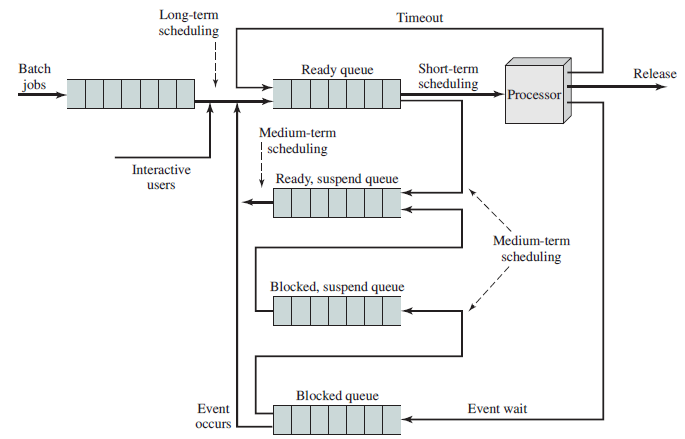 Long-term
scheduling
Timeout
Batch
jobs
Ready queue
Short-term
scheduling
Processor
Release
Medium-term
scheduling
Interactive
users
Ready, suspend queue
Medium-term
scheduling
Blocked, suspend queue
Blocked queue
Event
occurs
Event wait